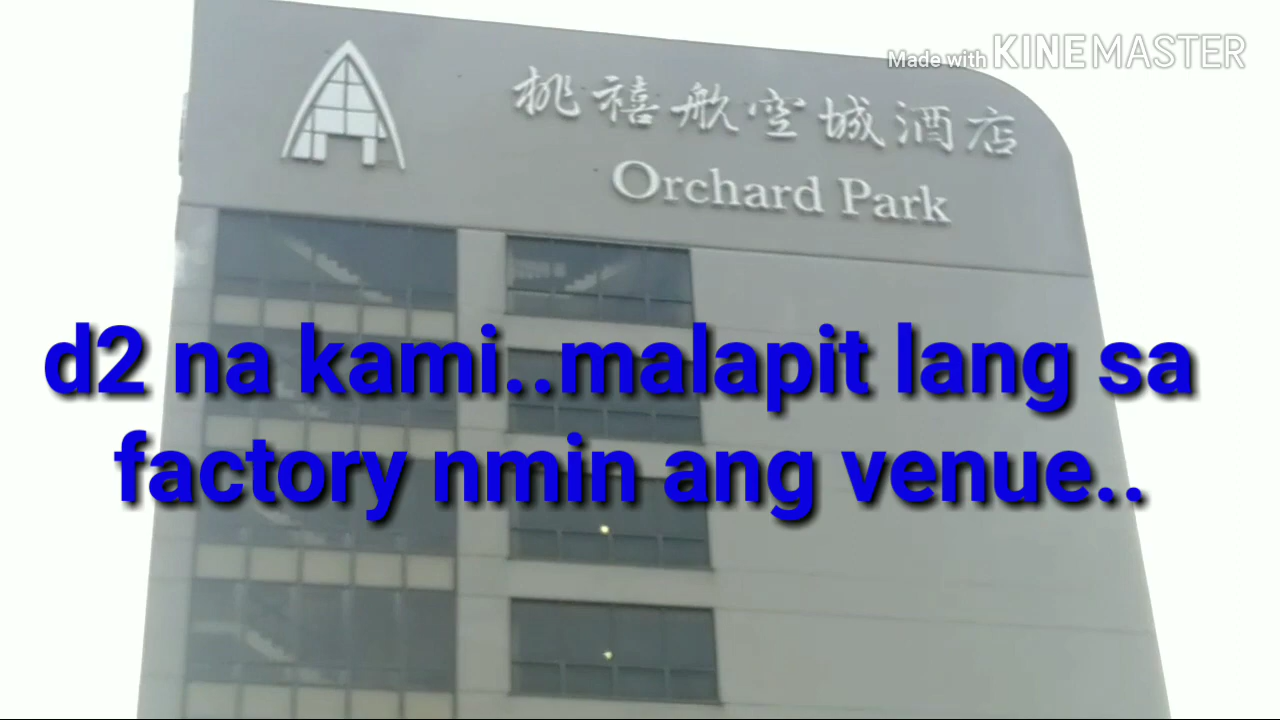 Made with KINEMASTER
桃禧航空城酒店
Orchard Park
d2 na kami..malapit lang sa
factory nmin ang venue..